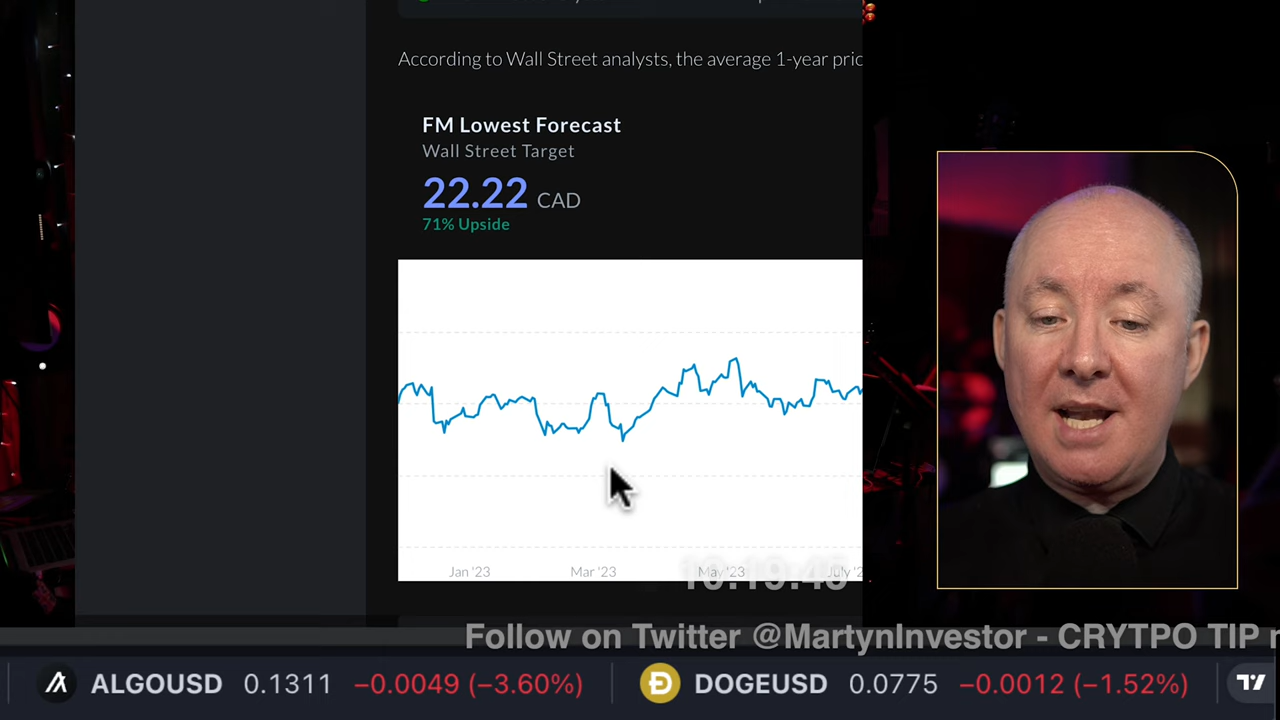 According to Wall Street analysts, the average 1-year pric
FM Lowest Forecast
Wall Street Target
22.22 CAD
71% Upside
Jan '23 Mar '23 May '23 July '2
Follow on Twitter @MartynInvestor - CRYTPO TIP
ALGOUSD 0.1311 −0.0049 (−3.60%) DOGEUSD 0.0775 −0.0012 (−1.52%)